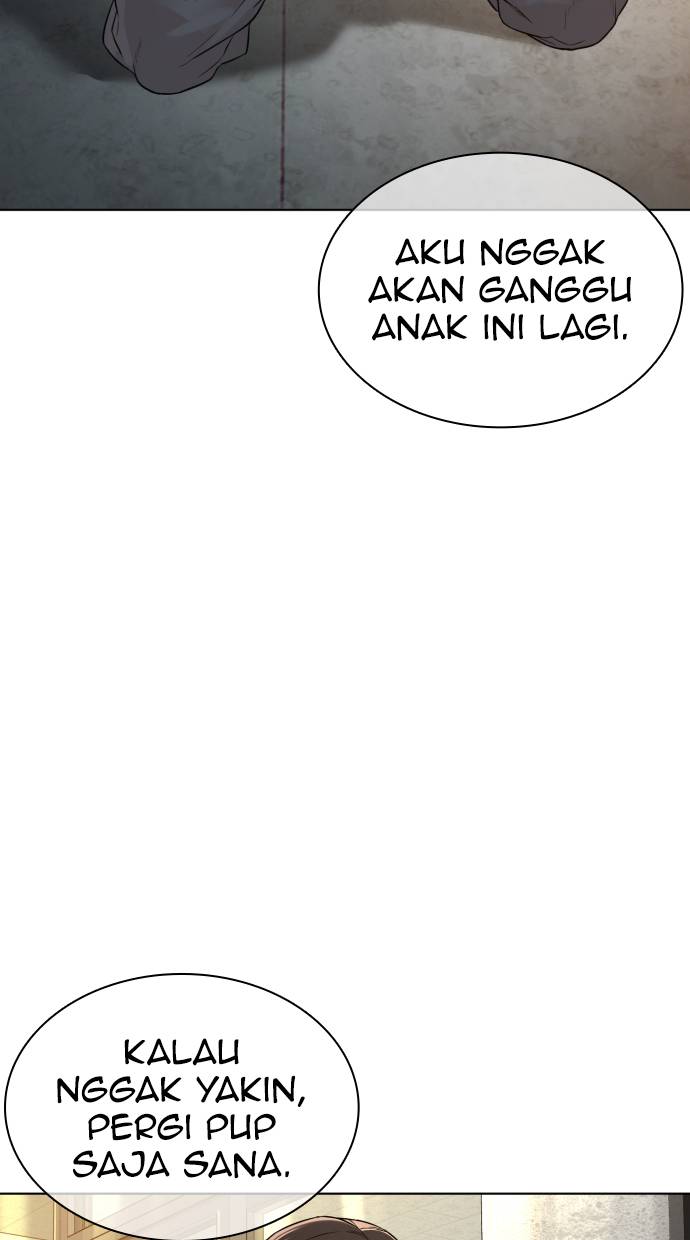 AKU NGGAK
AKAN GANGGU
ANAK INI LAGI.
KALAU
NGGAK YAKIN,
PERGI PUP
SAJA SANA.